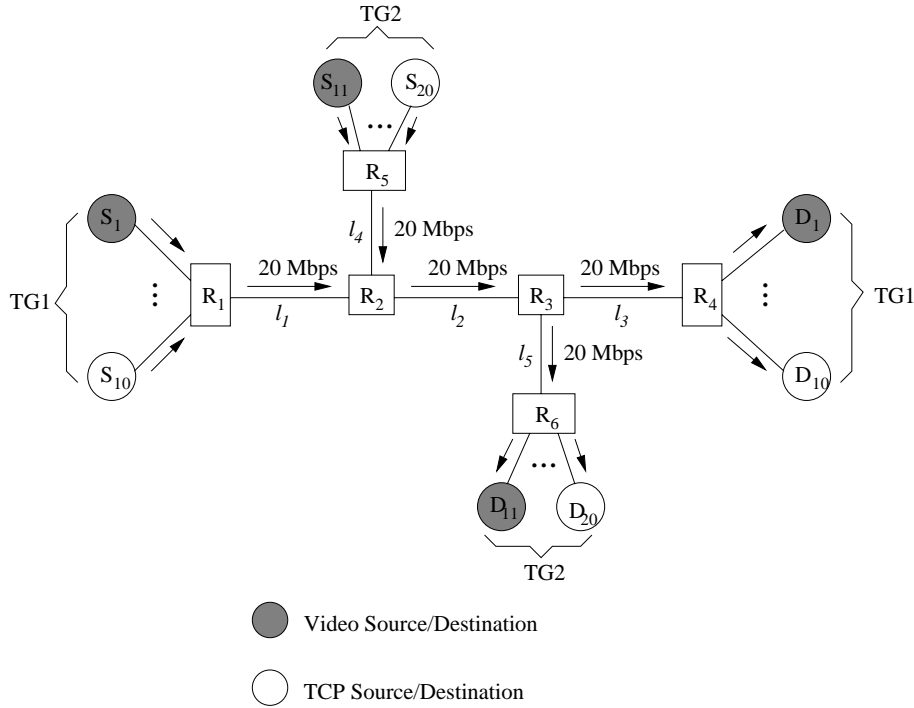 TG2
S11 S20
R5
l4 20 Mbps
S1 D1
20 Mbps 20 Mbps 20 Mbps
TG1 R1 R2 R3 R4 TG1
l1 l2 l3
l5 20 Mbps
S10 D10
R6
D11 D20
TG2
Video Source/Destination
TCP Source/Destination